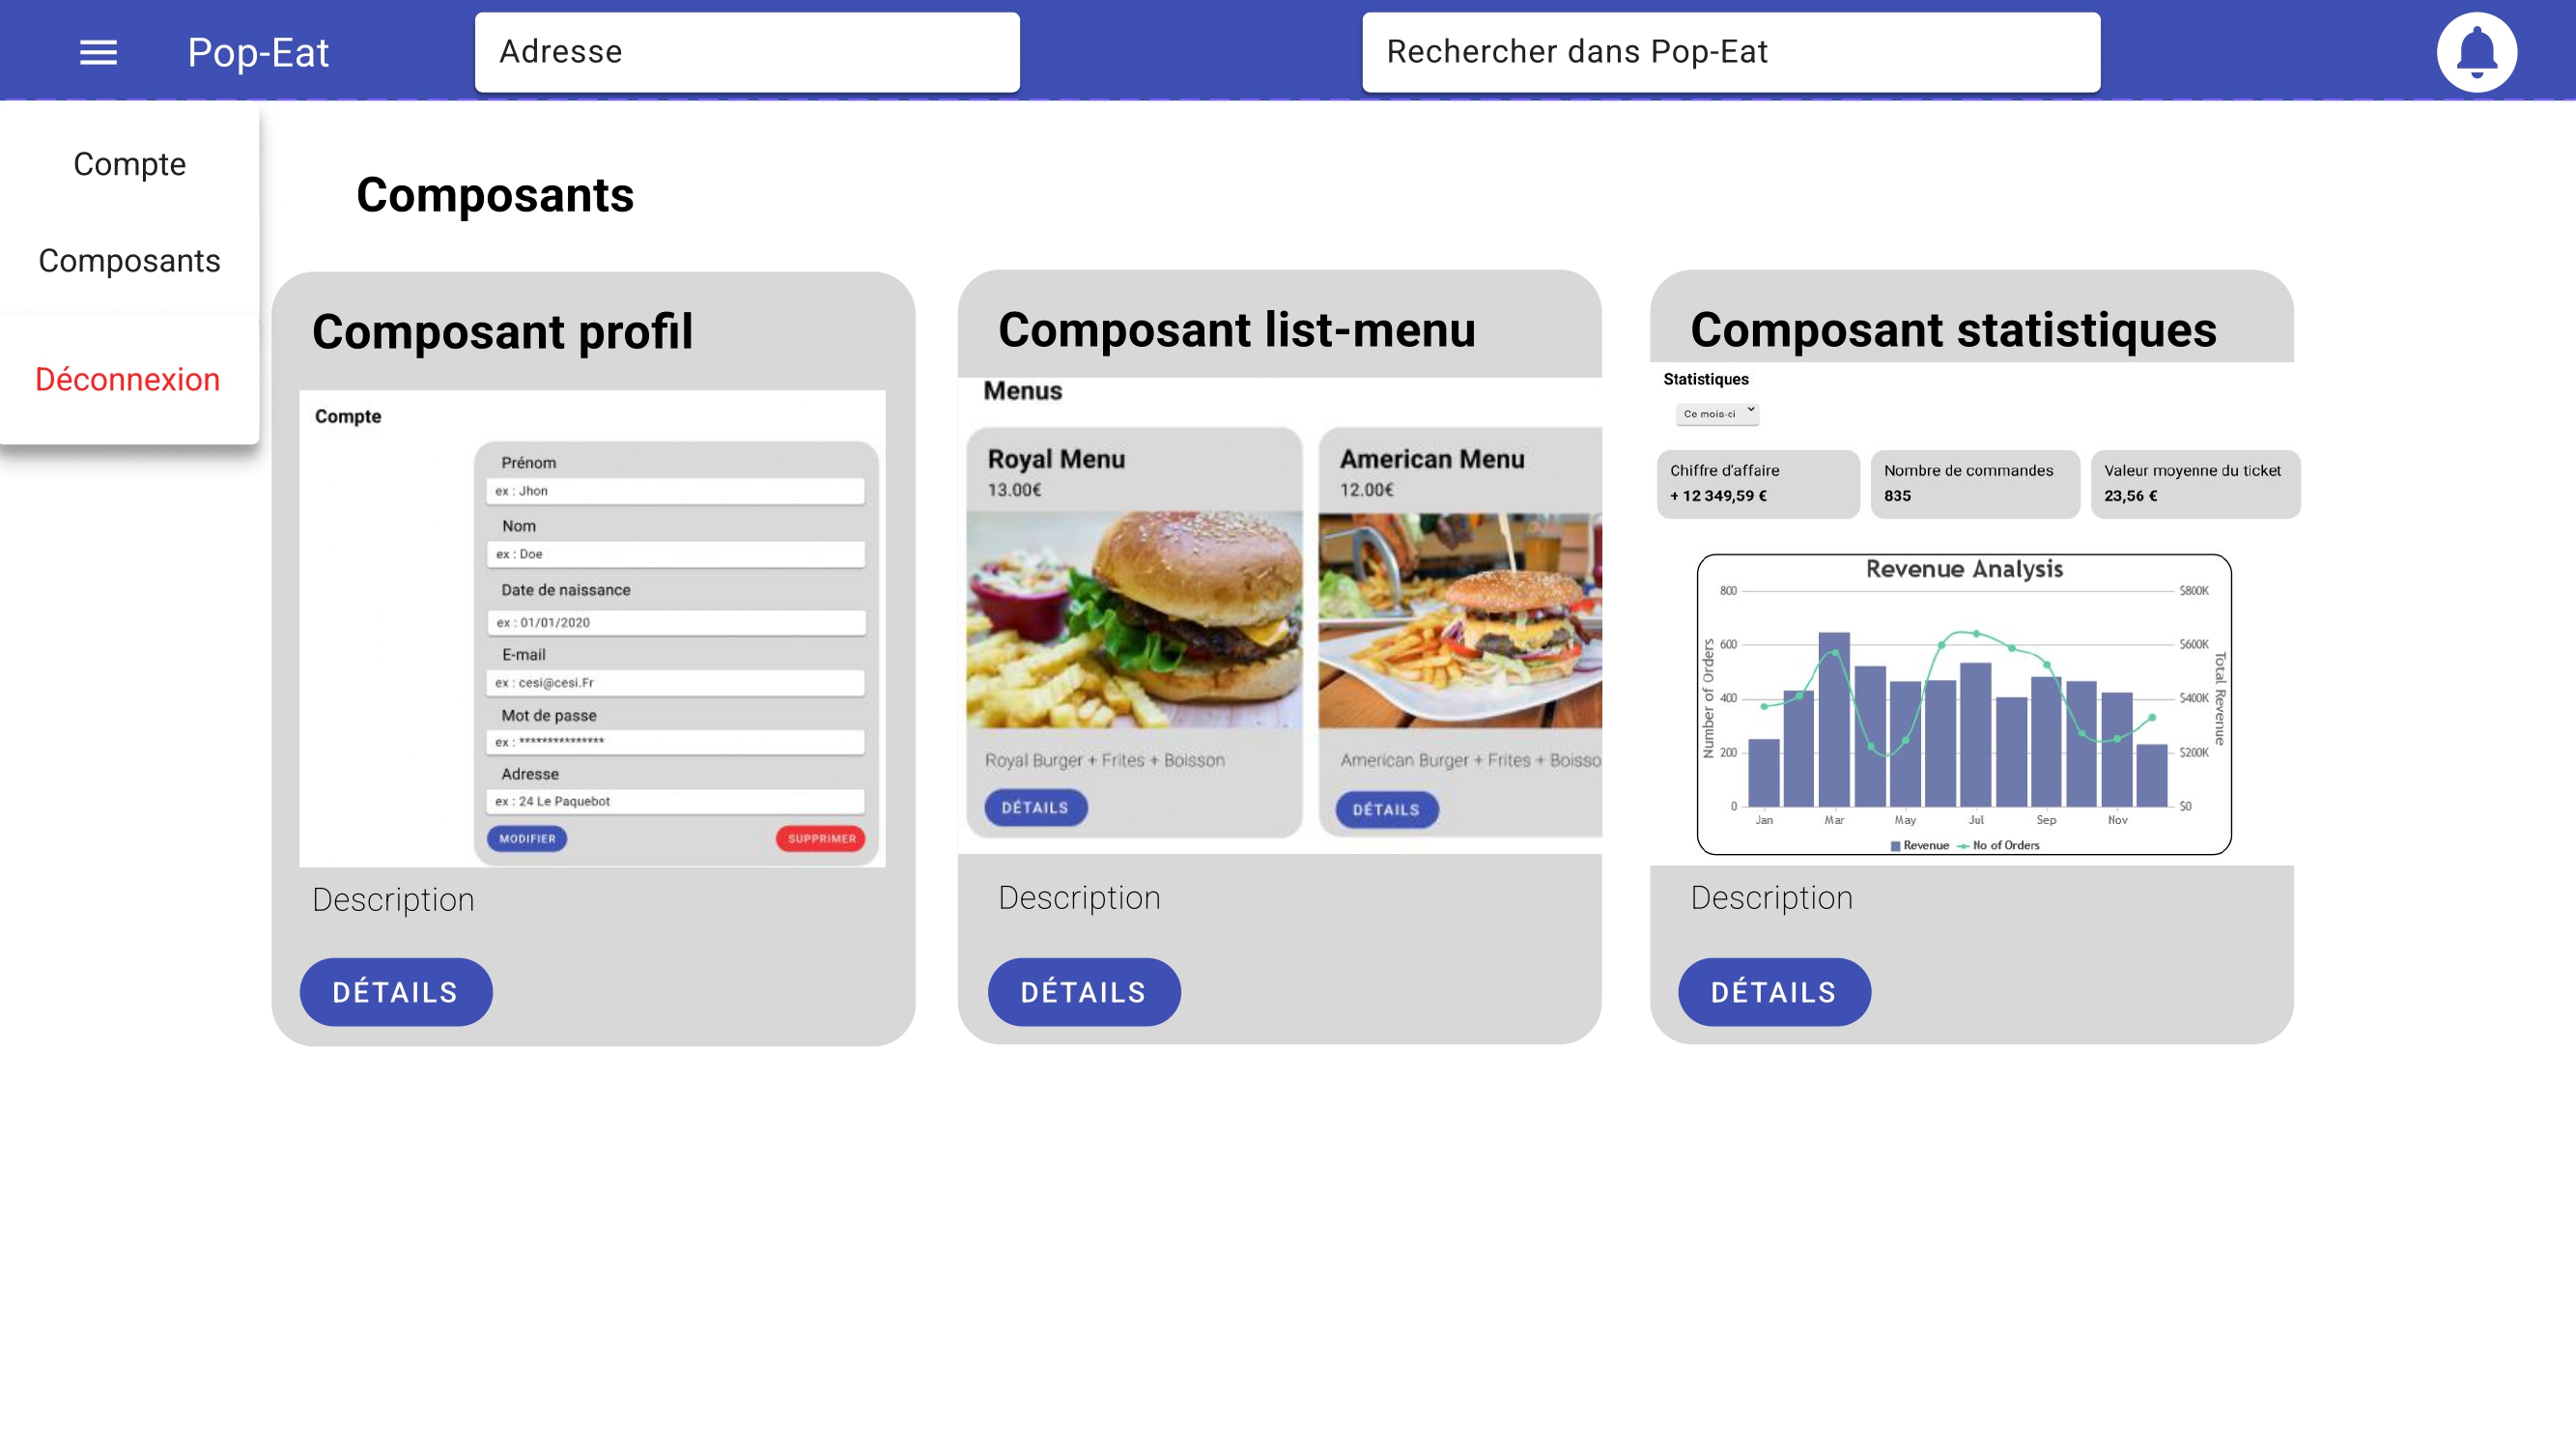 Pop-Eat
Adresse
Rechercher dans Pop-Eat
Compte
Composants
Déconnexion
Composants
Composant profil
Compte
Prénom
ex : Jhon
Nom
ex : Doe
Date de naissance
ex : 01/01/2020
E-mail
ex : cesi@cesi.Fr
Mot de passe
ex : ***************
Adresse
ex : 24 Le Paquebot
MODIFIER
SUPPRIMER
Description
DÉTAILS
Composant list-menu
Menus
Royal Menu
13.00€
Royal Burger + Frites + Boisson
DÉTAILS
American Menu
12.00€
American Burger + Frites + Boisso
DÉTAILS
Description
DÉTAILS
Composant statistiques
Statistiques
Ce mois-ci
Chiffre d'affaire
+ 12 349,59 €
Nombre de commandes
835
Valeur moyenne du ticket
23,56 €
Revenue Analysis
Number of Orders
800
600
400
200
0
$800K
$600K
$400K
$200K
$0
Total Revenue
Jan Mar May Jul Sep Nov
Revenue No of Orders
Description
DÉTAILS